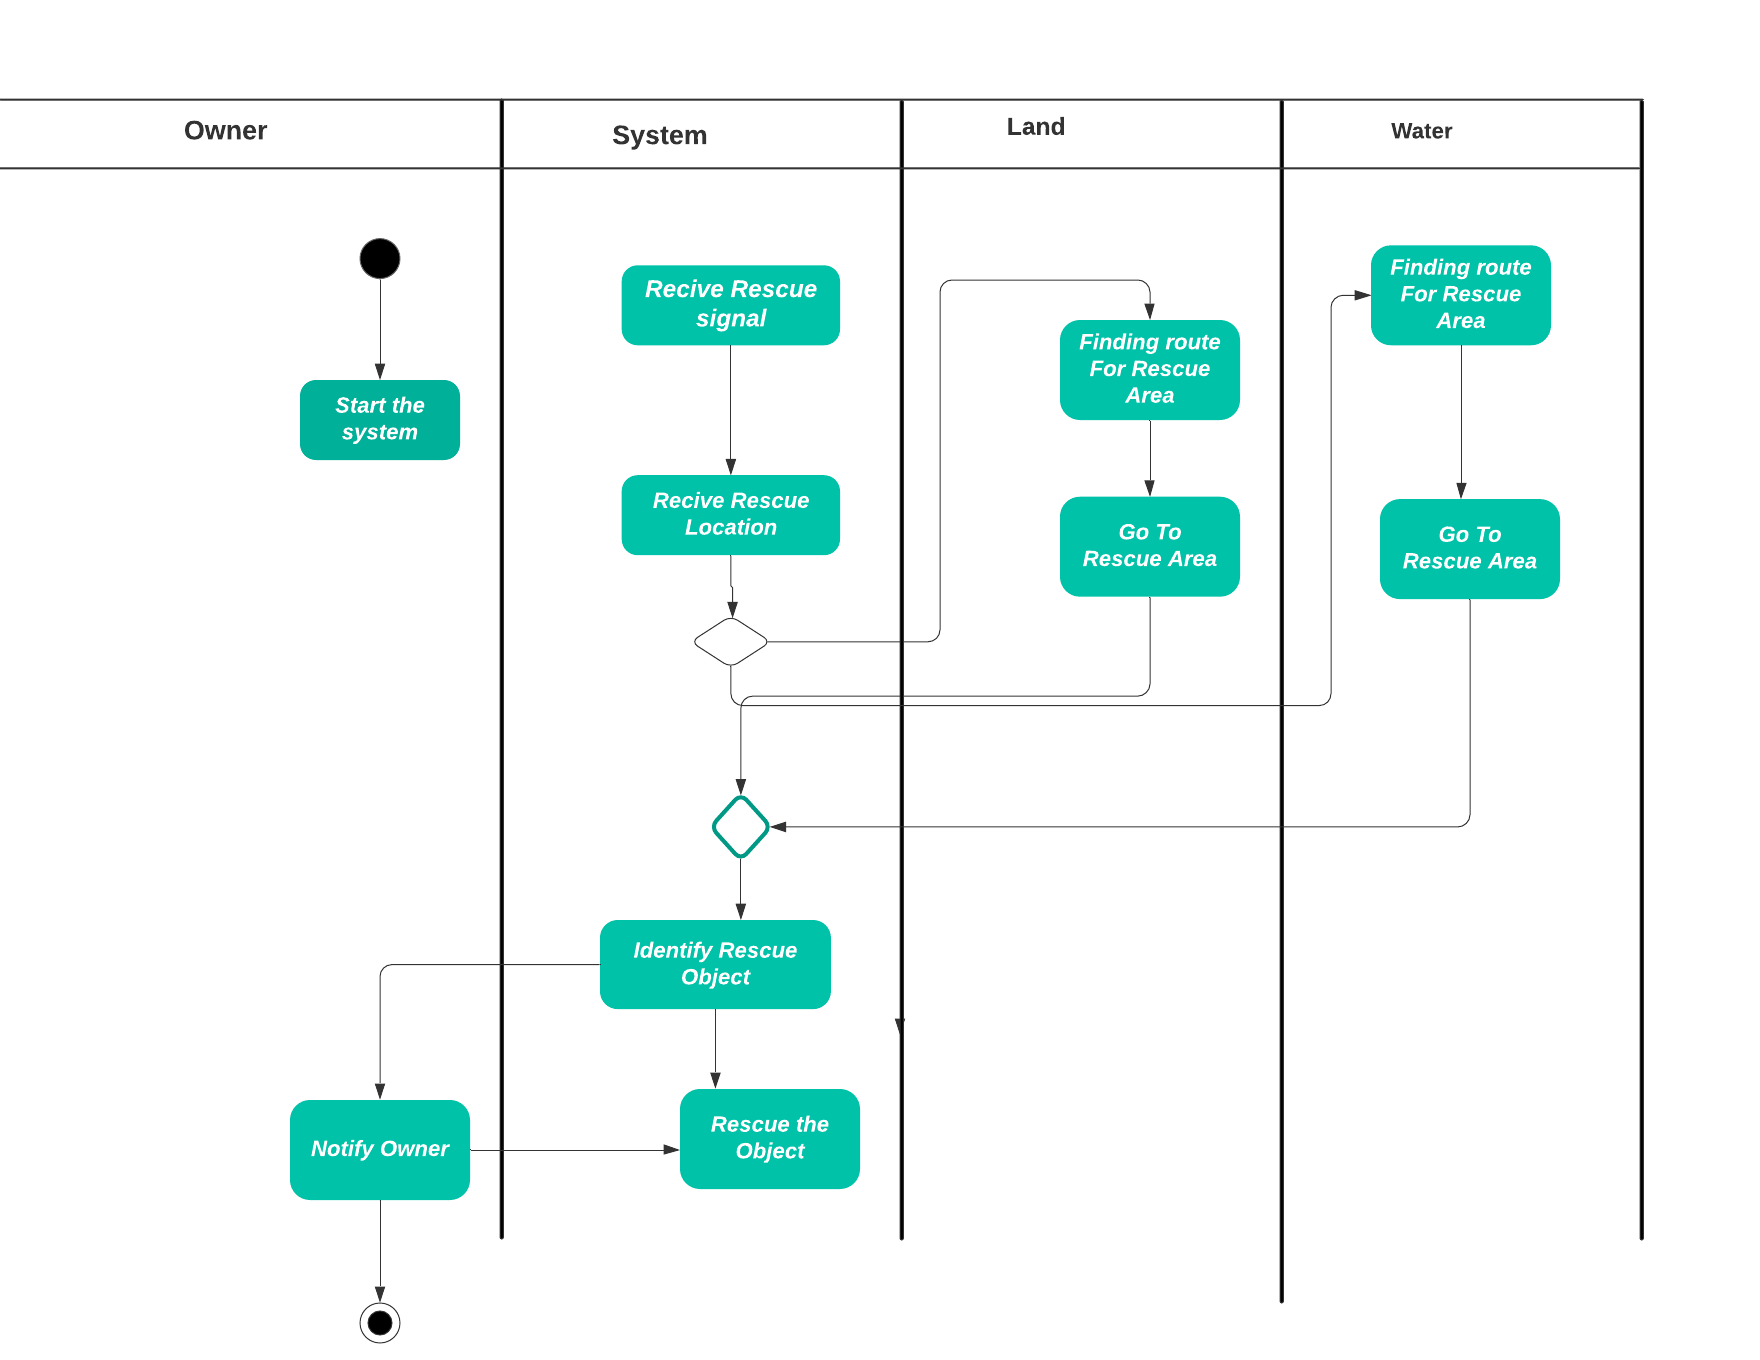 Owner
System
Land
Water
Start the
system
Recive Rescue
signal
Recive Rescue
Location
Finding route
For Rescue
Area
Go To
Rescue Area
Finding route
For Rescue
Area
Go To
Rescue Area
Identify Rescue
Object
Notify Owner
Rescue the
Object